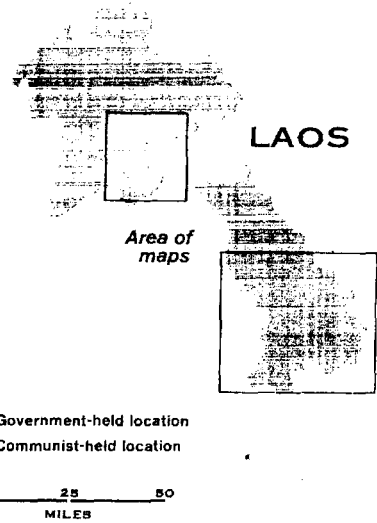 LAOS
Area of
maps
Government-held location
Communist-held location
25 50
MILES